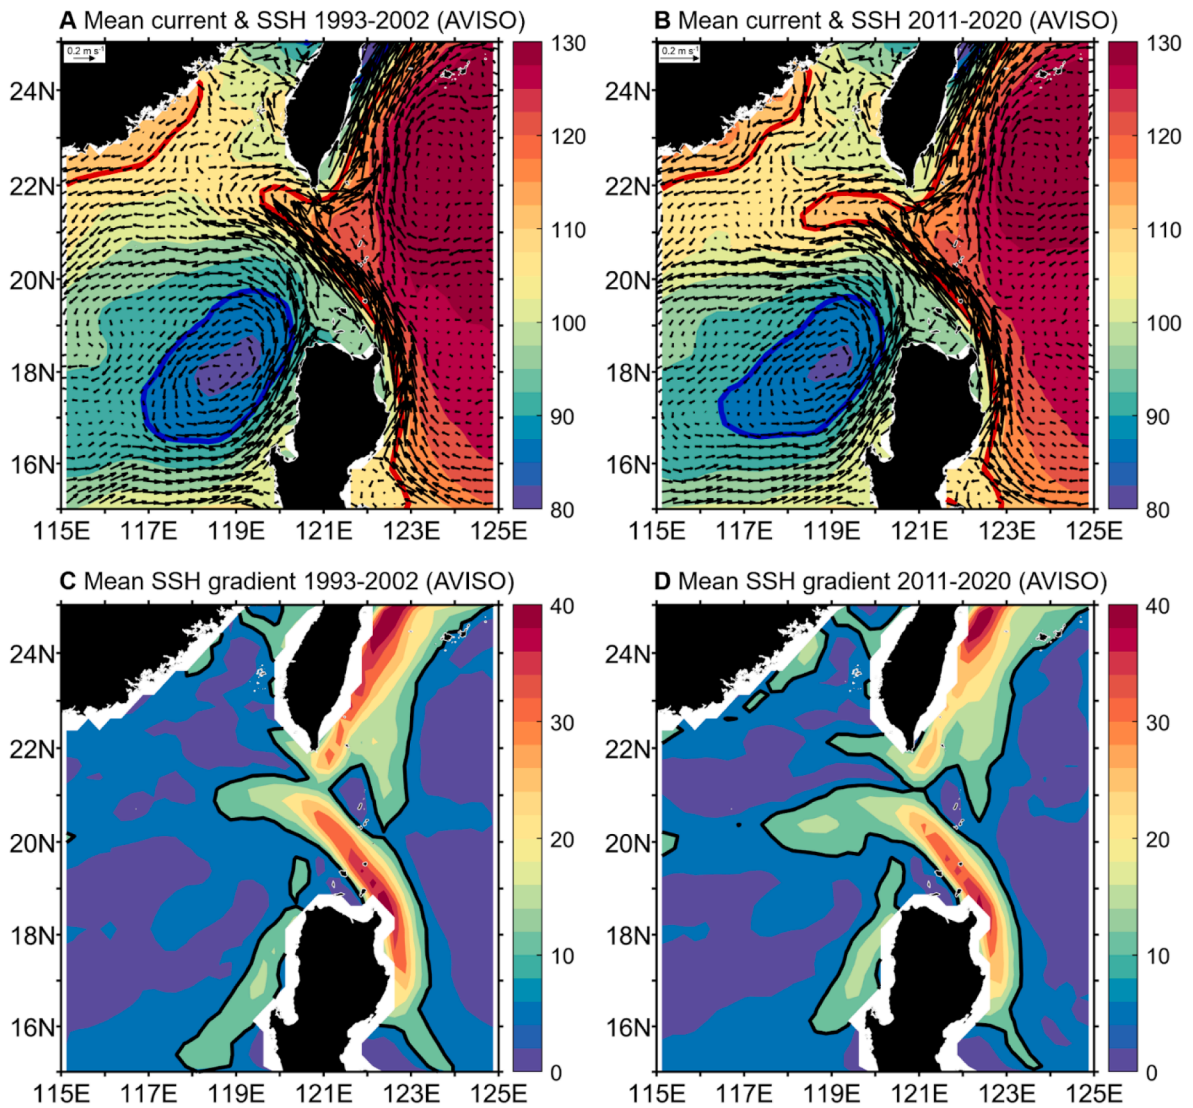 A Mean current & SSH 1993-2002 (AVISO)
0.2 m s-1
24N
22N
20N
18N
16N
115E 117E 119E 121E 123E 125E
130
120
110
100
90
80
B Mean current & SSH 2011-2020 (AVISO)
0.2 m s-1
24N
22N
20N
18N
16N
115E 117E 119E 121E 123E 125E
130
120
110
100
90
80
C Mean SSH gradient 1993-2002 (AVISO)
24N
22N
20N
18N
16N
115E 117E 119E 121E 123E 125E
40
30
20
10
0
D Mean SSH gradient 2011-2020 (AVISO)
24N
22N
20N
18N
16N
115E 117E 119E 121E 123E 125E
40
30
20
10
0